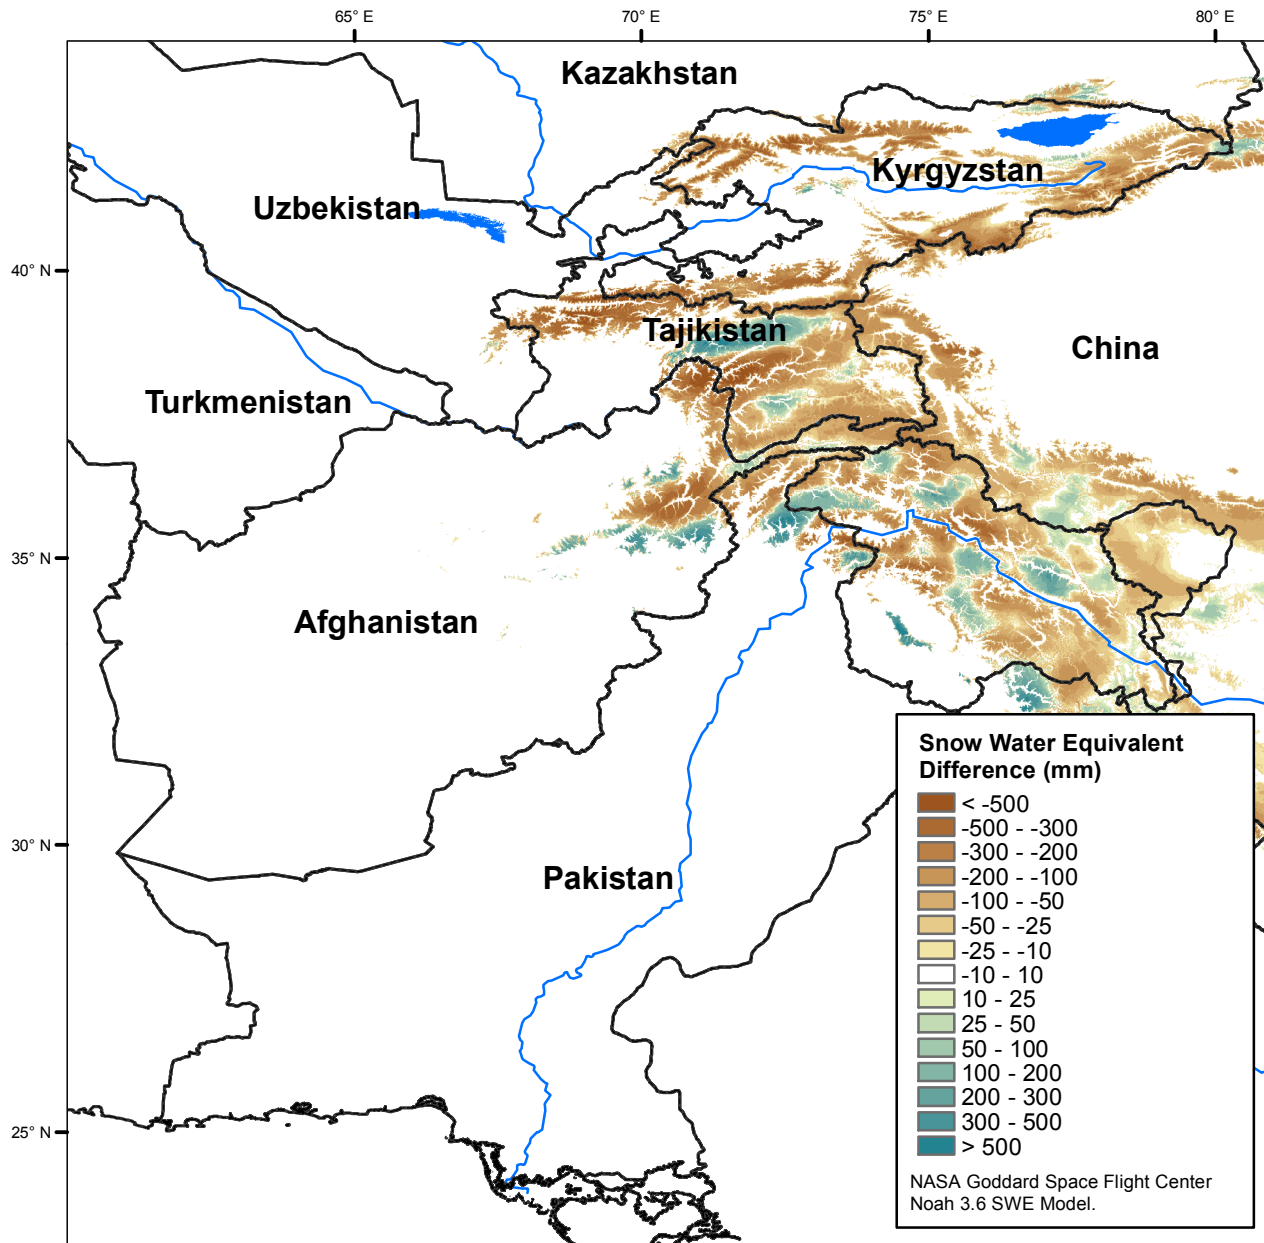 65° E
70° E
75° E
80° E
Kazakhstan
Kyrgyzstan
Uzbekistan
40° N
Tajikistan
China
Turkmenistan
35° N
Afghanistan
30° N
Pakistan
25° N
Snow Water Equivalent
Difference (mm)
< -500
-500 - -300
-300 - -200
-200 - -100
-100 - -50
-50 - -25
-25 - -10
-10 - 10
10 - 25
25 - 50
50 - 100
100 - 200
200 - 300
300 - 500
> 500
NASA Goddard Space Flight Center
Noah 3.6 SWE Model.